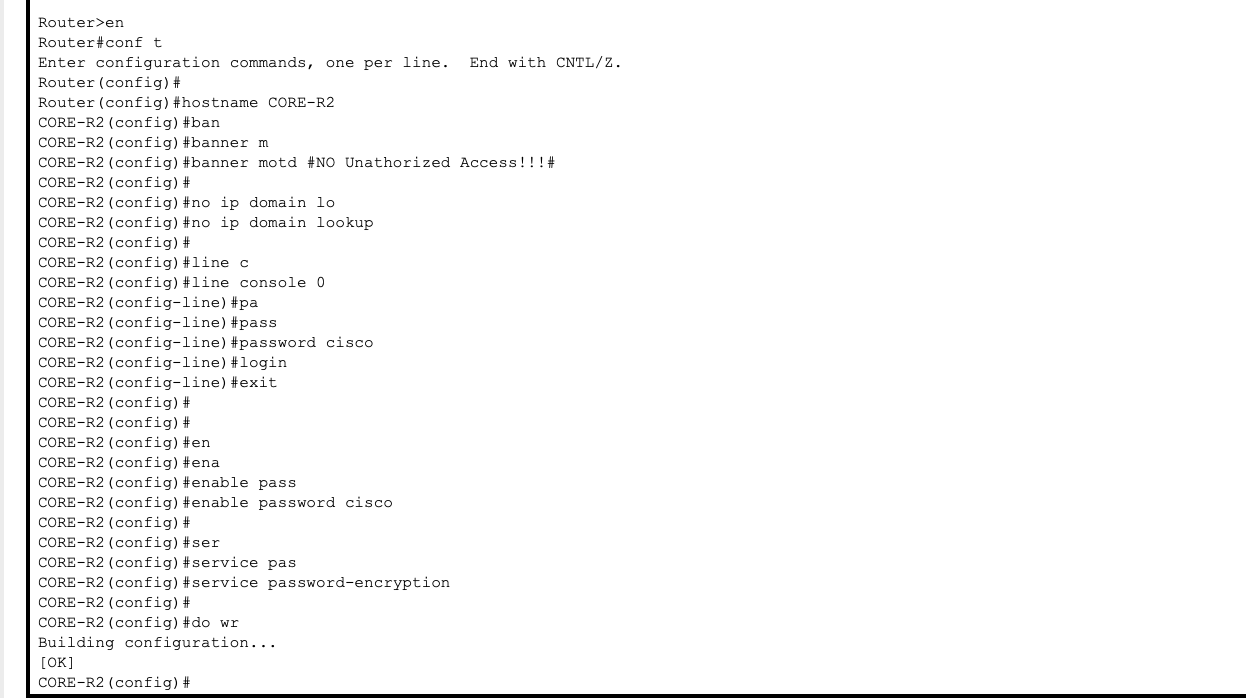 Router>en
Router#conf t
Enter configuration commands, one per line.  End with CNTL/Z.
Router(config)#
Router(config)#hostname CORE-R2
CORE-R2(config)#ban
CORE-R2(config)#banner m
CORE-R2(config)#banner motd #NO Unathorized Access!!!#
CORE-R2(config)#
CORE-R2(config)#no ip domain lo
CORE-R2(config)#no ip domain lookup
CORE-R2(config)#
CORE-R2(config)#line c
CORE-R2(config)#line console 0
CORE-R2(config-line)#pa
CORE-R2(config-line)#pass
CORE-R2(config-line)#password cisco
CORE-R2(config-line)#login
CORE-R2(config-line)#exit
CORE-R2(config)#
CORE-R2(config)#
CORE-R2(config)#en
CORE-R2(config)#ena
CORE-R2(config)#enable pass
CORE-R2(config)#enable password cisco
CORE-R2(config)#
CORE-R2(config)#ser
CORE-R2(config)#service pas
CORE-R2(config)#service password-encryption
CORE-R2(config)#
CORE-R2(config)#do wr
Building configuration...
[OK]
CORE-R2(config)#